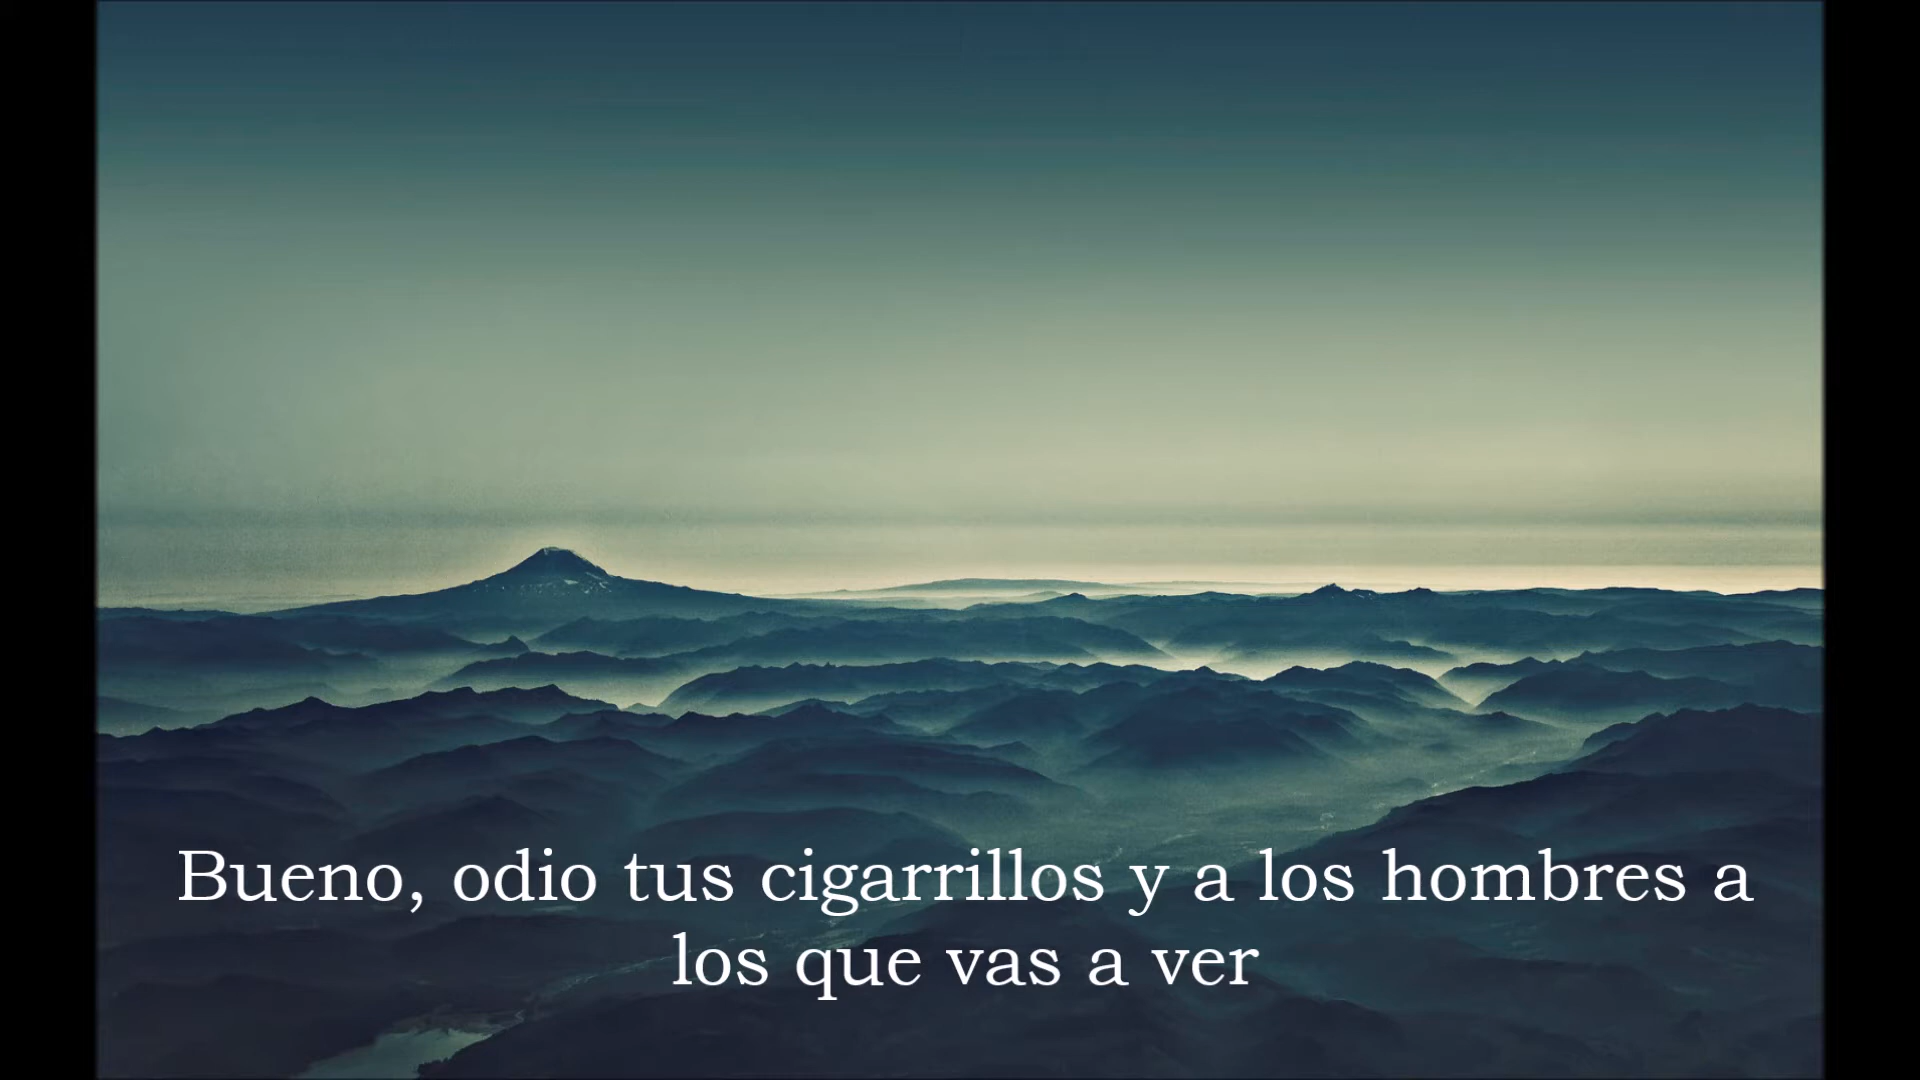 Bueno, odio tus cigarrillos y a los hombres a
los que vas a ver